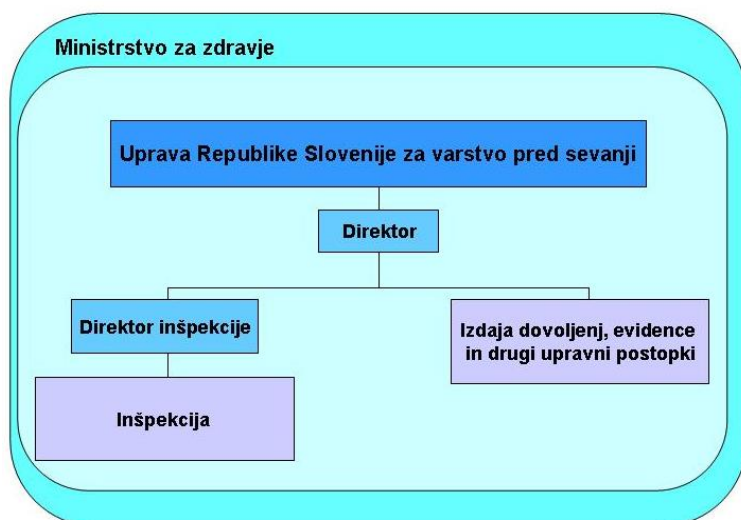 Ministrstvo za zdravje
Uprava Republike Slovenije za varstvo pred sevanji
Direktor
Direktor inšpekcije
Izdaja dovoljenj, evidence
in drugi upravni postopki
Inšpekcija